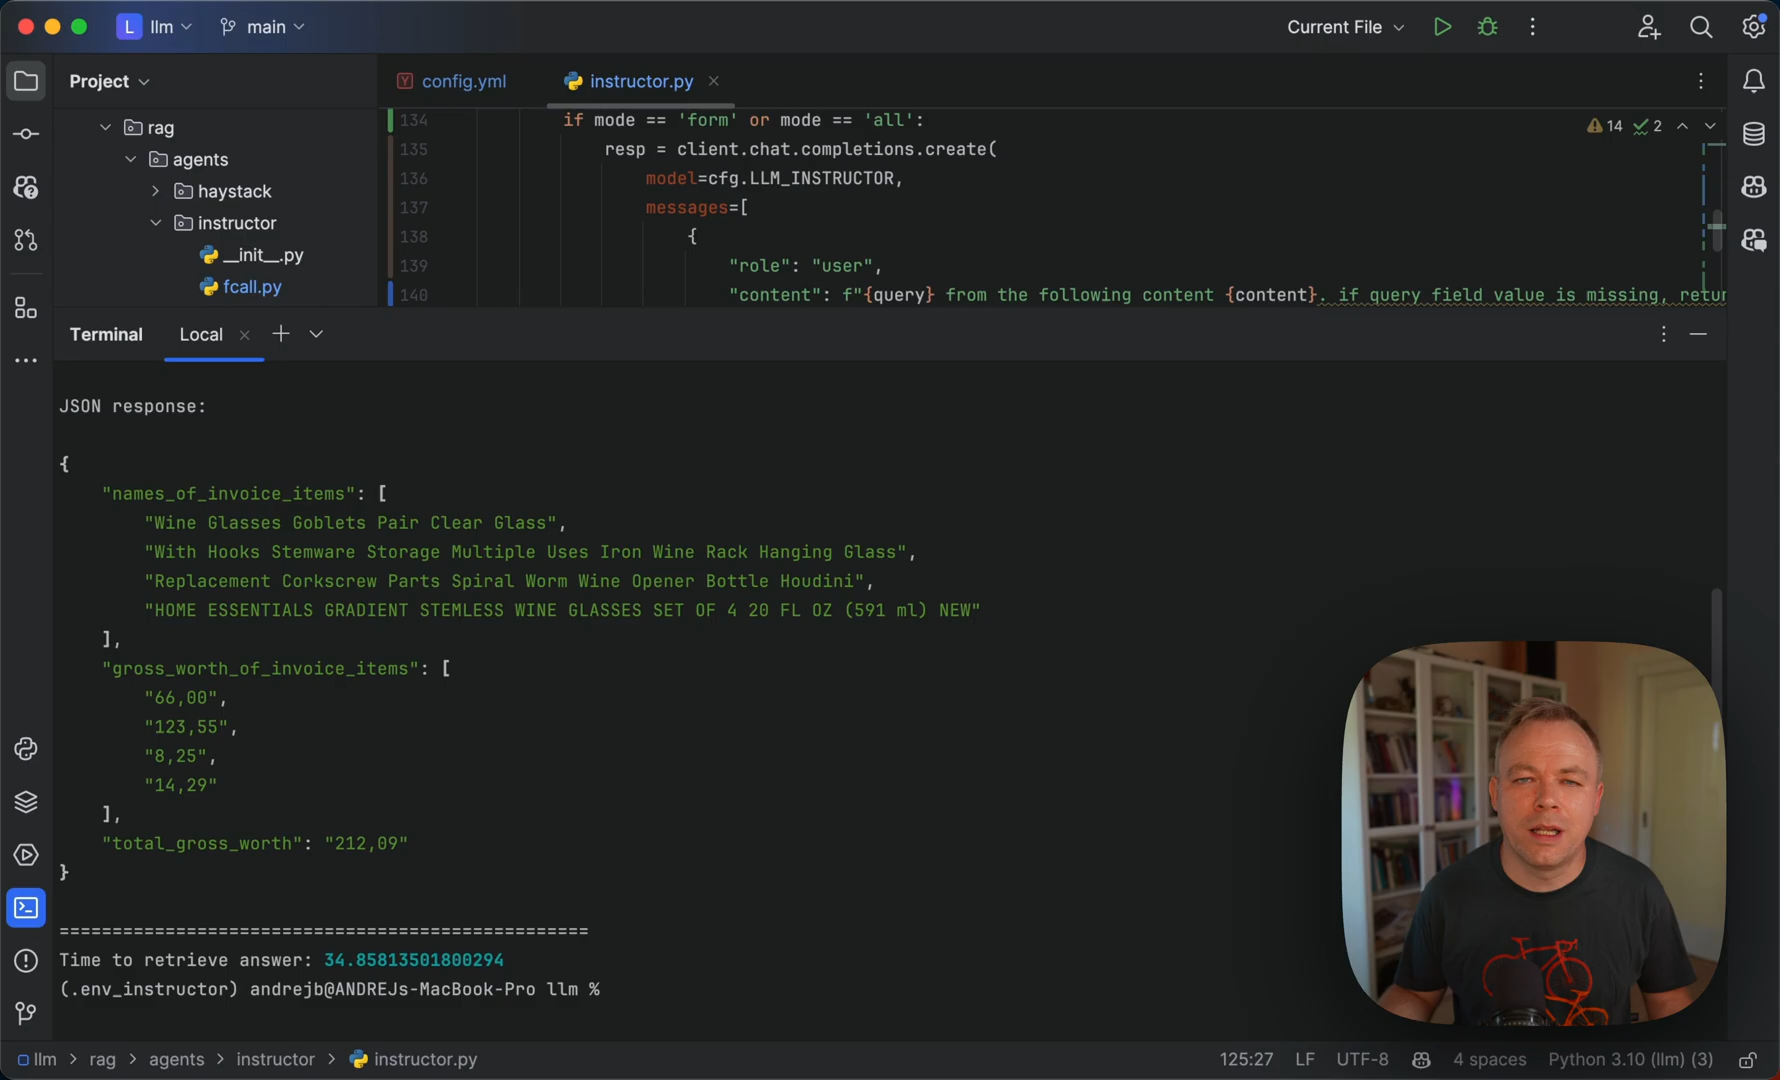 L llm main Current File
Project config.yml instructor.py
rag
agents
haystack
instructor
__init__.py
fcall.py
134 if mode == 'form' or mode == 'all':
14 2
135 resp = client.chat.completions.create(
136 model=cfg.LLM_INSTRUCTOR,
137 messages=[
138 {
139 "role": "user",
140 "content": f"{query} from the following content {content}. if query field value is missing, retur
Terminal Local
JSON response:
{
"names_of_invoice_items": [
"Wine Glasses Goblets Pair Clear Glass",
"With Hooks Stemware Storage Multiple Uses Iron Wine Rack Hanging Glass",
"Replacement Corkscrew Parts Spiral Worm Wine Opener Bottle Houdini",
"HOME ESSENTIALS GRADIENT STEMLESS WINE GLASSES SET OF 4 20 FL OZ (591 ml) NEW"
],
"gross_worth_of_invoice_items": [
"66,00",
"123,55",
"8,25",
"14,29"
],
"total_gross_worth": "212,09"
}
==================================================
Time to retrieve answer: 34.85813501800294
(.env_instructor) andrejb@ANDREJs-MacBook-Pro llm %
llm > rag > agents > instructor > instructor.py 125:27 LF UTF-8 4 spaces Python 3.10 (llm) (3)